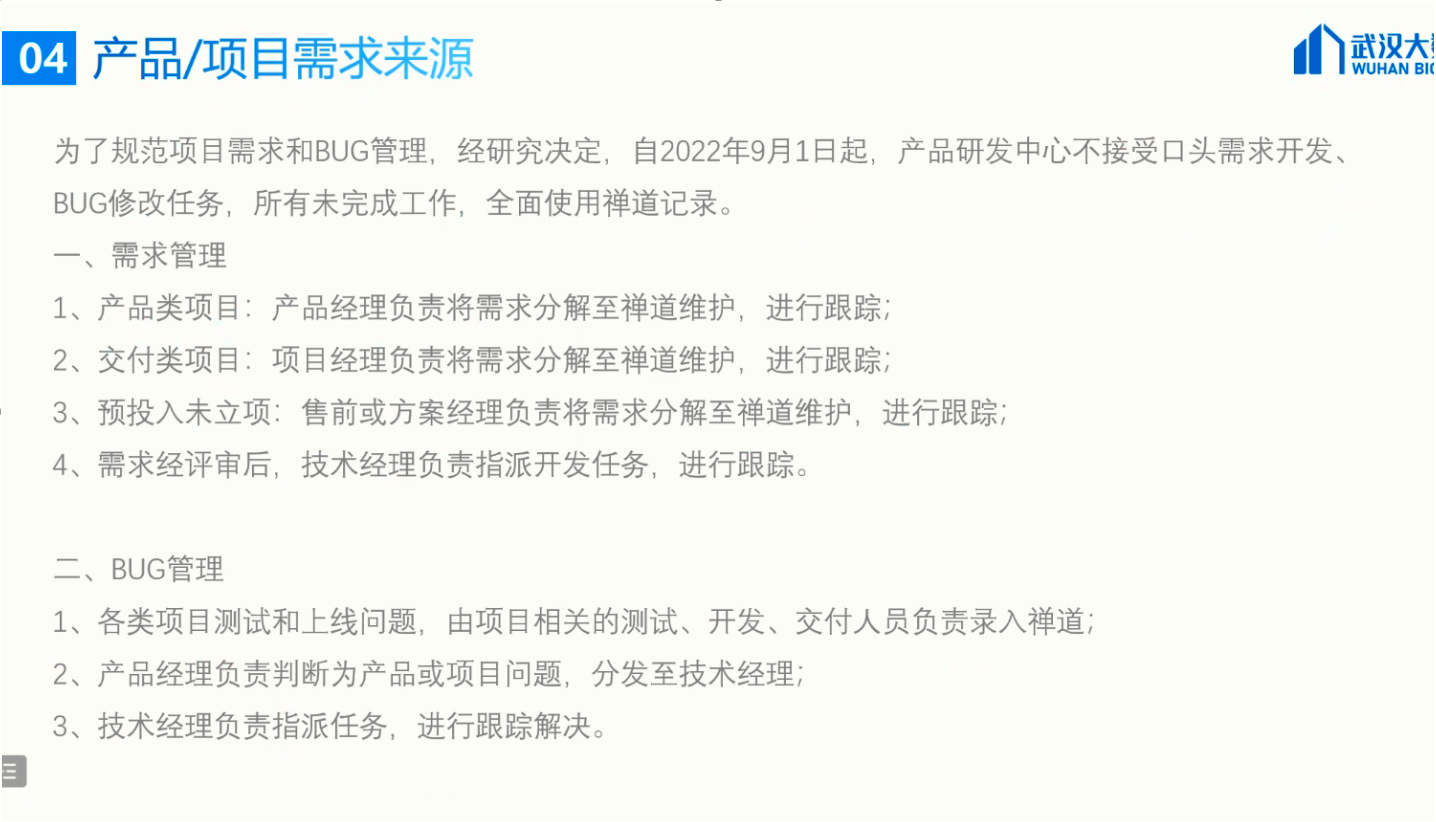 04 产品/项目需求来源
武汉大
WUHAN
为了规范项目需求和BUG管理，经研究决定，自2022年9月1日起，产品研发中心不接受口头需求开发、
BUG修改任务，所有未完成工作，全面使用禅道记录。
一、需求管理
1、产品类项目：产品经理负责将需求分解至禅道维护，进行跟踪；
2、交付类项目：项目经理负责将需求分解至禅道维护，进行跟踪；
3、预投入未立项：售前或方案经理负责将需求分解至禅道维护，进行跟踪；
4、需求经评审后，技术经理负责指派开发任务，进行跟踪。
二、BUG管理
1、各类项目测试和上线问题，由项目相关的测试、开发、交付人员负责录入禅道；
2、产品经理负责判断为产品或项目问题，分发至技术经理；
3、技术经理负责指派任务，进行跟踪解决。